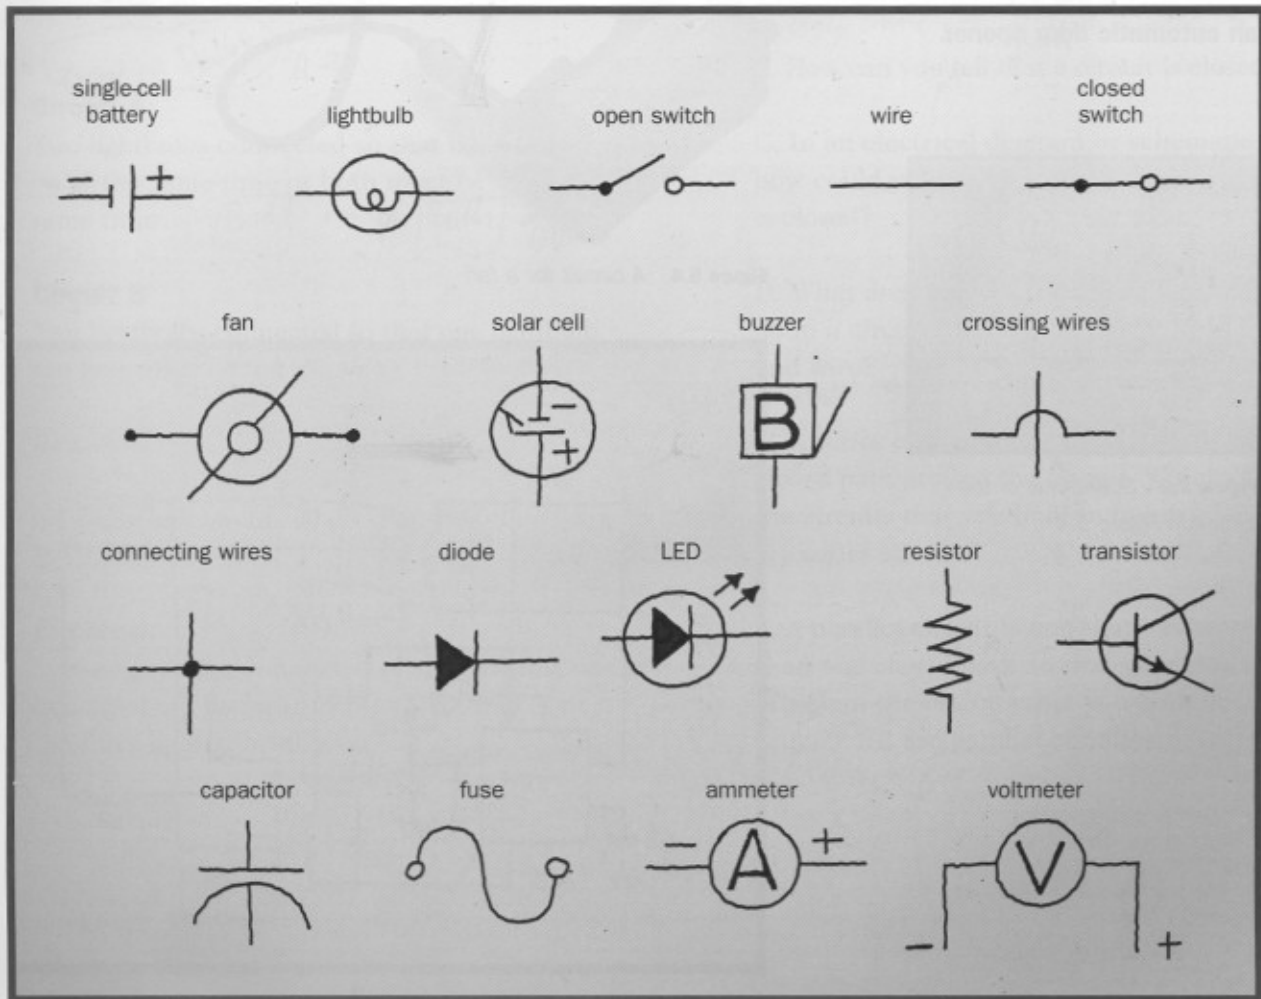 single-cell
battery
lightbulb
open switch
wire
closed
switch
− +
fan
solar cell
buzzer
crossing wires
−
+
B
connecting wires
diode
LED
resistor
transistor
capacitor
fuse
ammeter
voltmeter
− A +
V
− +